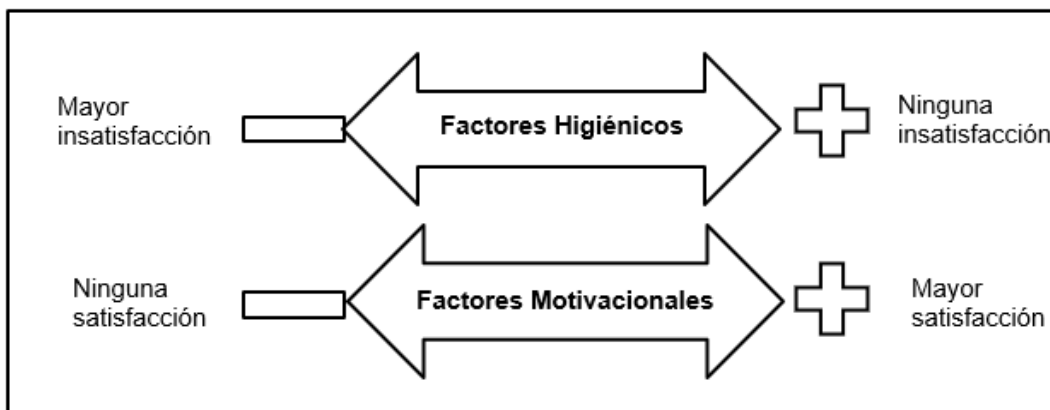 Mayor
insatisfacción
Factores Higiénicos
Ninguna
insatisfacción
Ninguna
satisfacción
Factores Motivacionales
Mayor
satisfacción